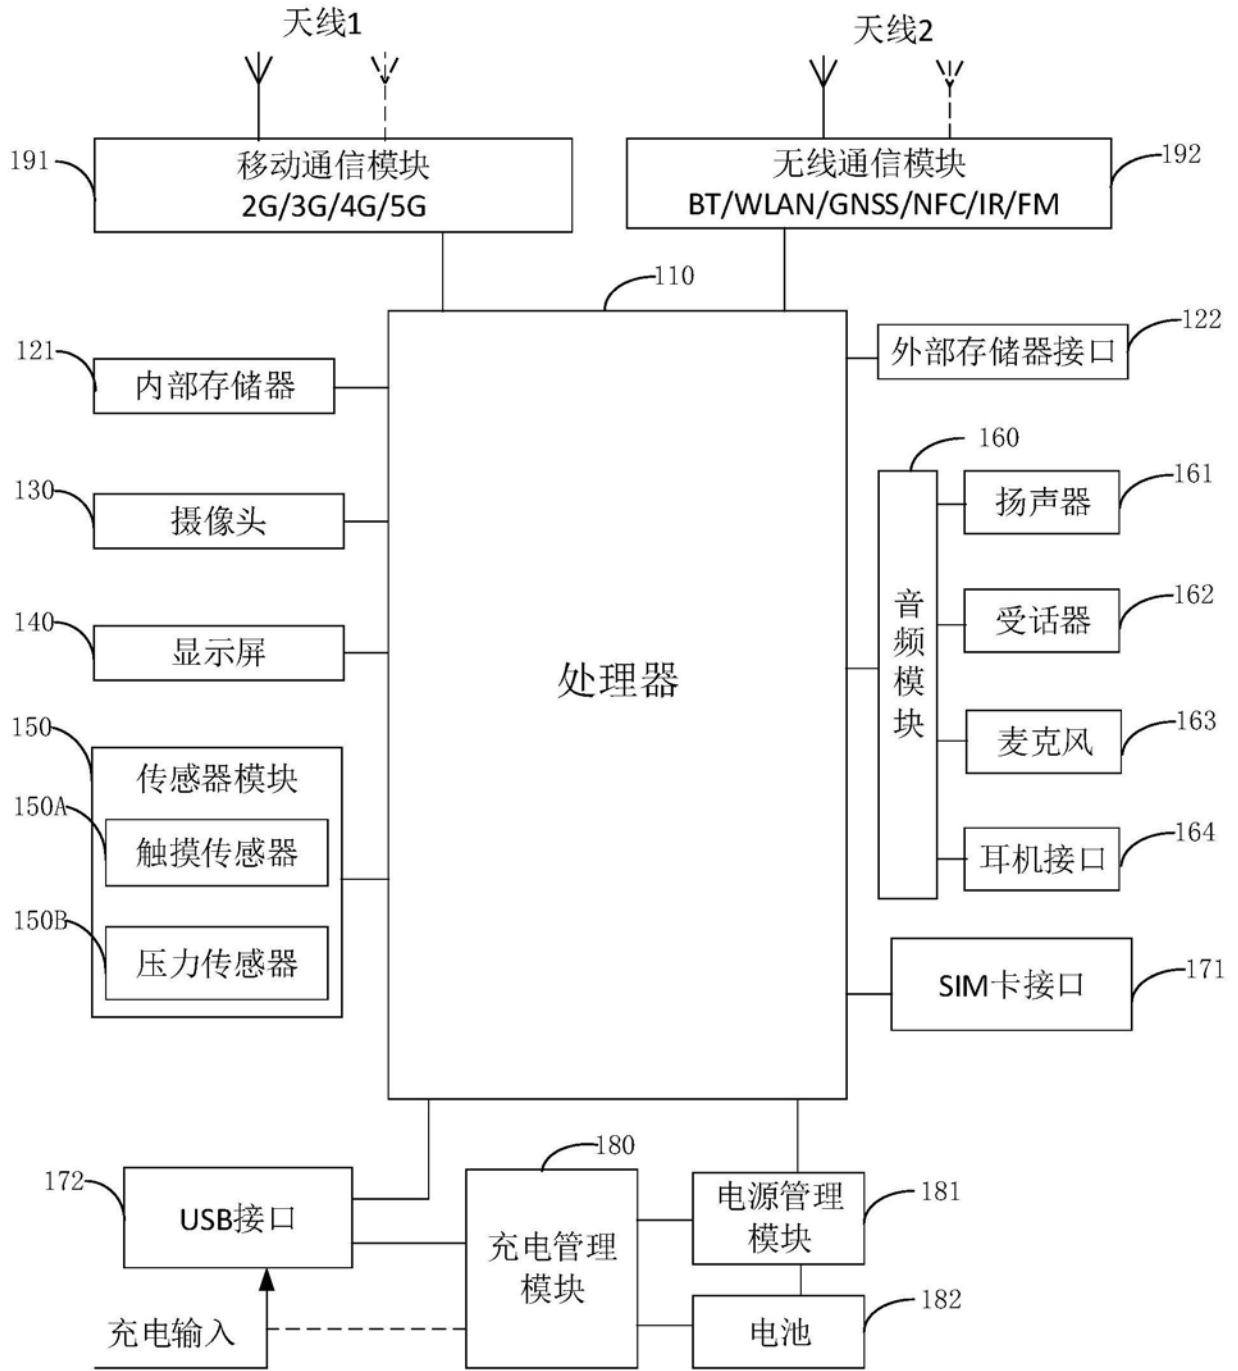 天线1
天线2
191
移动通信模块
2G/3G/4G/5G
无线通信模块
BT/WLAN/GNSS/NFC/IR/FM
192
110
121
内部存储器
122
外部存储器接口
130
摄像头
140
显示屏
150
传感器模块
150A
触摸传感器
150B
压力传感器
处理器
160
音频模块
161
扬声器
162
受话器
163
麦克风
164
耳机接口
171
SIM卡接口
172
USB接口
180
充电管理
模块
181
电源管理
模块
182
电池
充电输入